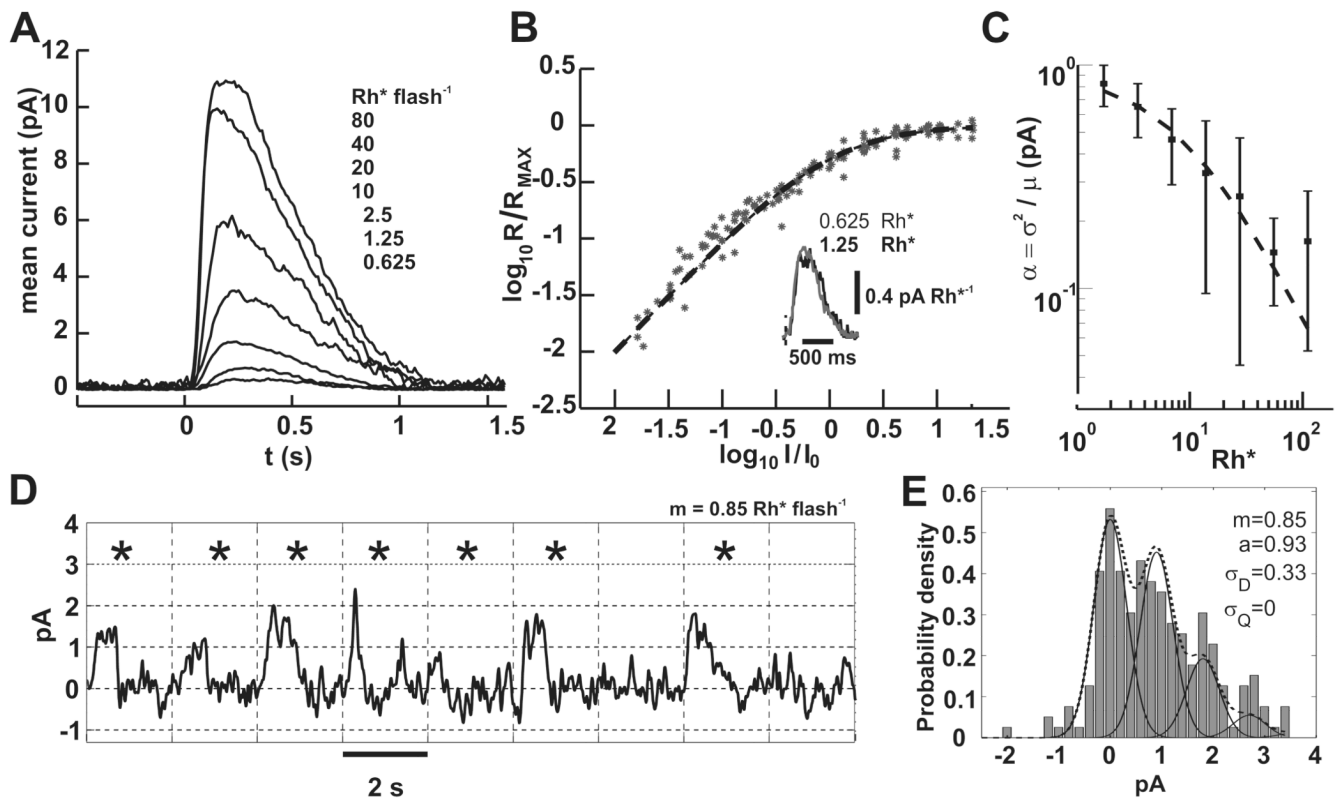 A
mean current (pA)
12
10
8
6
4
2
0
0
0.5
1
1.5
t (s)
Rh* flash⁻¹
80
40
20
10
2.5
1.25
0.625
B
log₁₀ R/R_MAX
0.5
0
-0.5
-1
-1.5
-2
-2.5
2
-1.5
-1
-0.5
0
0.5
1
1.5
log₁₀ I/I₀
0.625 Rh*
1.25 Rh*
0.4 pA Rh*⁻¹
500 ms
C
α = σ² / μ (pA)
10⁰
10⁻¹
10⁰
10¹
10²
Rh*
D
m = 0.85 Rh* flash⁻¹
pA
4
3
2
1
0
-1
* * * * * * *
2 s
E
Probability density
0.6
0.5
0.4
0.3
0.2
0.1
0
-2
-1
0
1
2
3
4
pA
m=0.85
a=0.93
σ_D=0.33
σ_Q=0